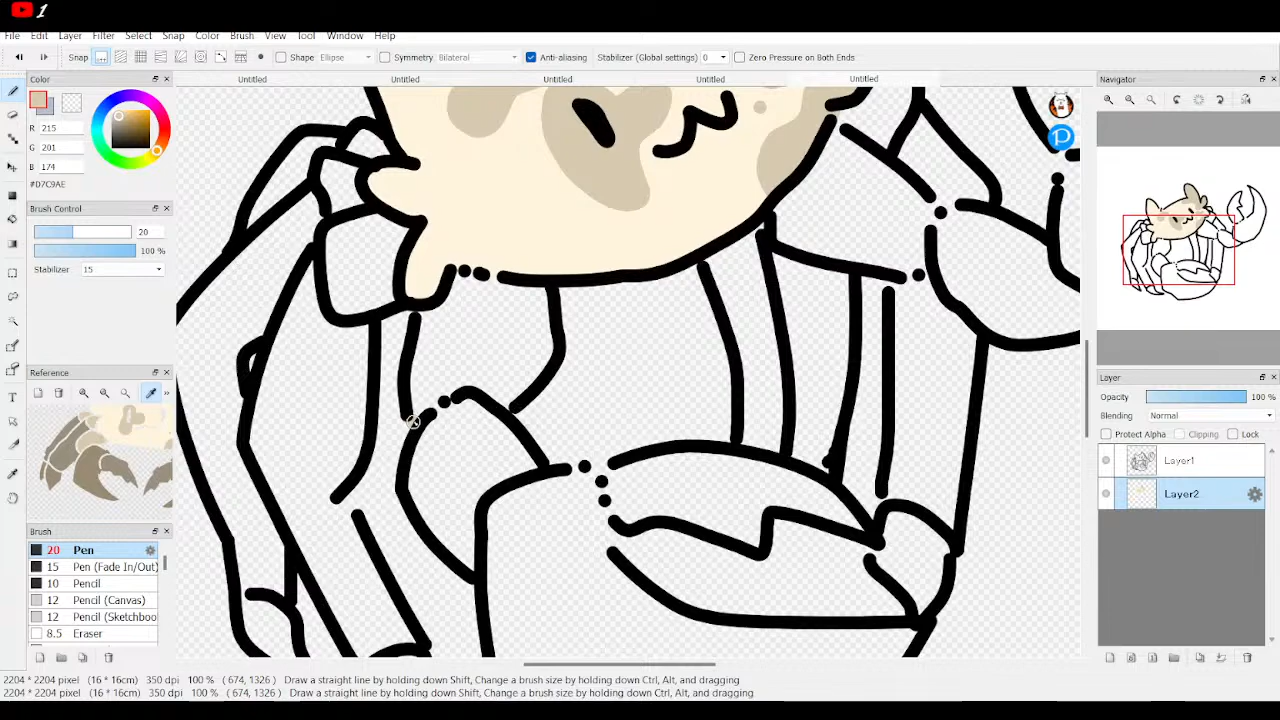 1
File Edit Layer Filter Select Snap Color Brush View Tool Window Help
Snap Shape Ellipse Symmetry Bilateral Anti-aliasing Stabilizer (Global settings) 0 Zero Pressure on Both Ends
Color Untitled Untitled Untitled Untitled Untitled Navigator
R 215
G 201
B 174
#D7C9AE
Brush Control
20
100 %
Stabilizer 15
Reference
Layer
Opacity 100 %
Blending Normal
Protect Alpha Clipping Lock
Layer1
Layer2
Brush
20 Pen
15 Pen (Fade In/Out)
10 Pencil
12 Pencil (Canvas)
12 Pencil (Sketchboo
8.5 Eraser
2204 * 2204 pixel (16 * 16cm) 350 dpi 100 % ( 674, 1326 ) Draw a straight line by holding down Shift, Change a brush size by holding down Ctrl, Alt, and dragging
2204 * 2204 pixel (16 * 16cm) 350 dpi 100 % ( 674, 1326 ) Draw a straight line by holding down Shift, Change a brush size by holding down Ctrl, Alt, and dragging